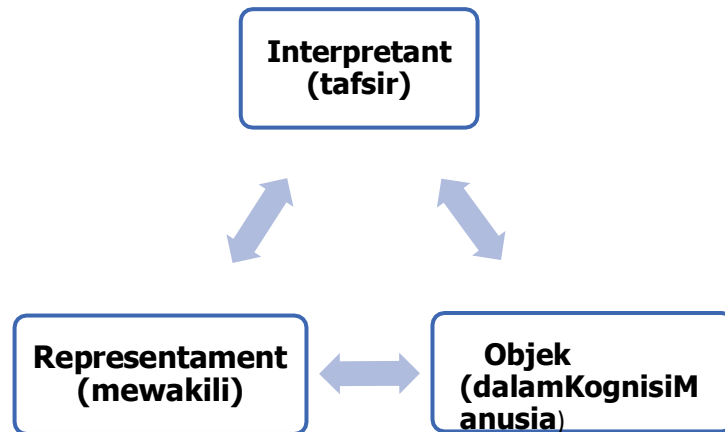 Interpretant
(tafsir)
Representament
(mewakili)
Objek
(dalamKognisiM
anusia)